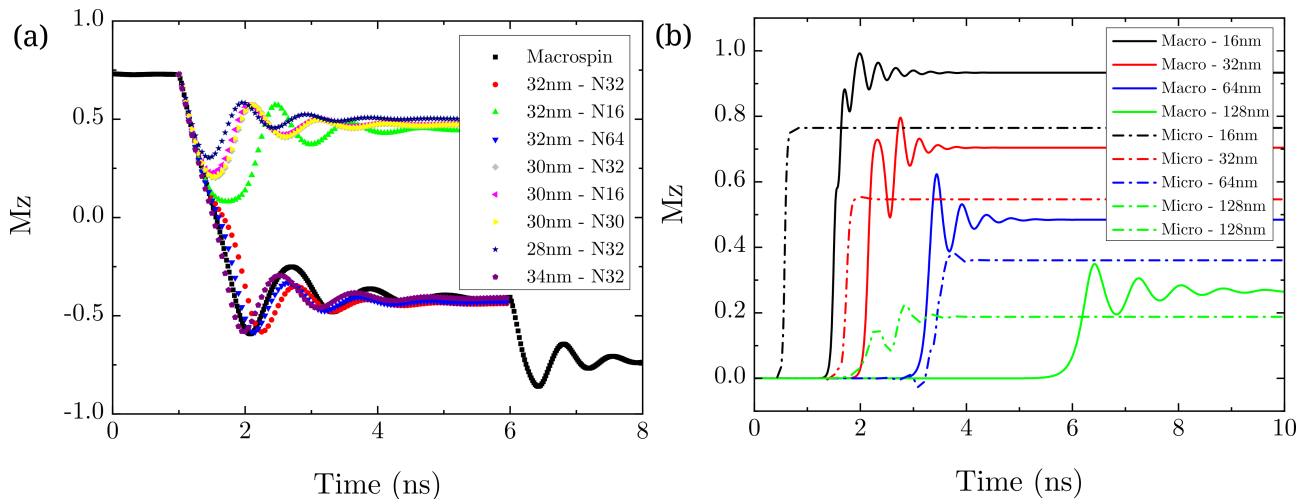 (a)
1.0
0.5
0.0
-0.5
-1.0
Mz
0
2
4
6
8
Time (ns)
Macrospin
32nm - N32
32nm - N16
32nm - N64
30nm - N32
30nm - N16
30nm - N30
28nm - N32
34nm - N32
(b)
1.0
0.8
0.6
0.4
0.2
0.0
Mz
0
2
4
6
8
10
Time (ns)
Macro - 16nm
Macro - 32nm
Macro - 64nm
Macro - 128nm
Micro - 16nm
Micro - 32nm
Micro - 64nm
Micro - 128nm
Micro - 128nm